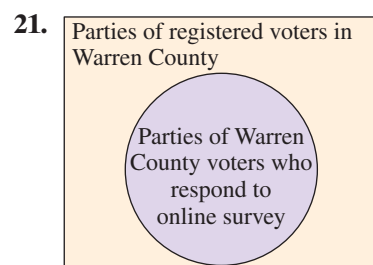 21.
Parties of registered voters in
Warren County
Parties of Warren
County voters who
respond to
online survey